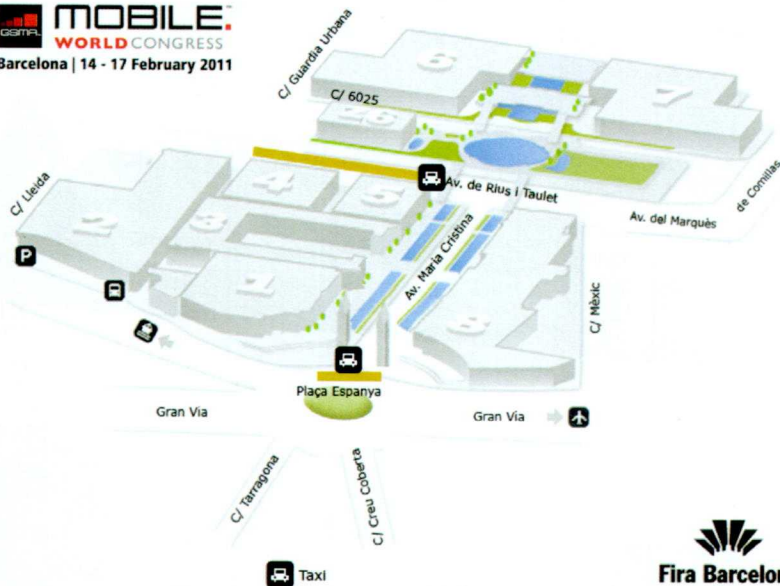 GSMA
MOBILE
WORLD CONGRESS
Barcelona | 14 - 17 February 2011
C/ Guardia Urbana
C/ 6025
6
7
26
C/ Lleida
Av. de Rius i Taulet
Av. del Marquès
de Comillas
4
5
2
3
1
Av. Maria Cristina
8
C/ Mèxic
P
Plaça Espanya
Gran Via
Gran Via
C/ Tarragona
C/ Creu Coberta
Taxi
Fira Barcelon